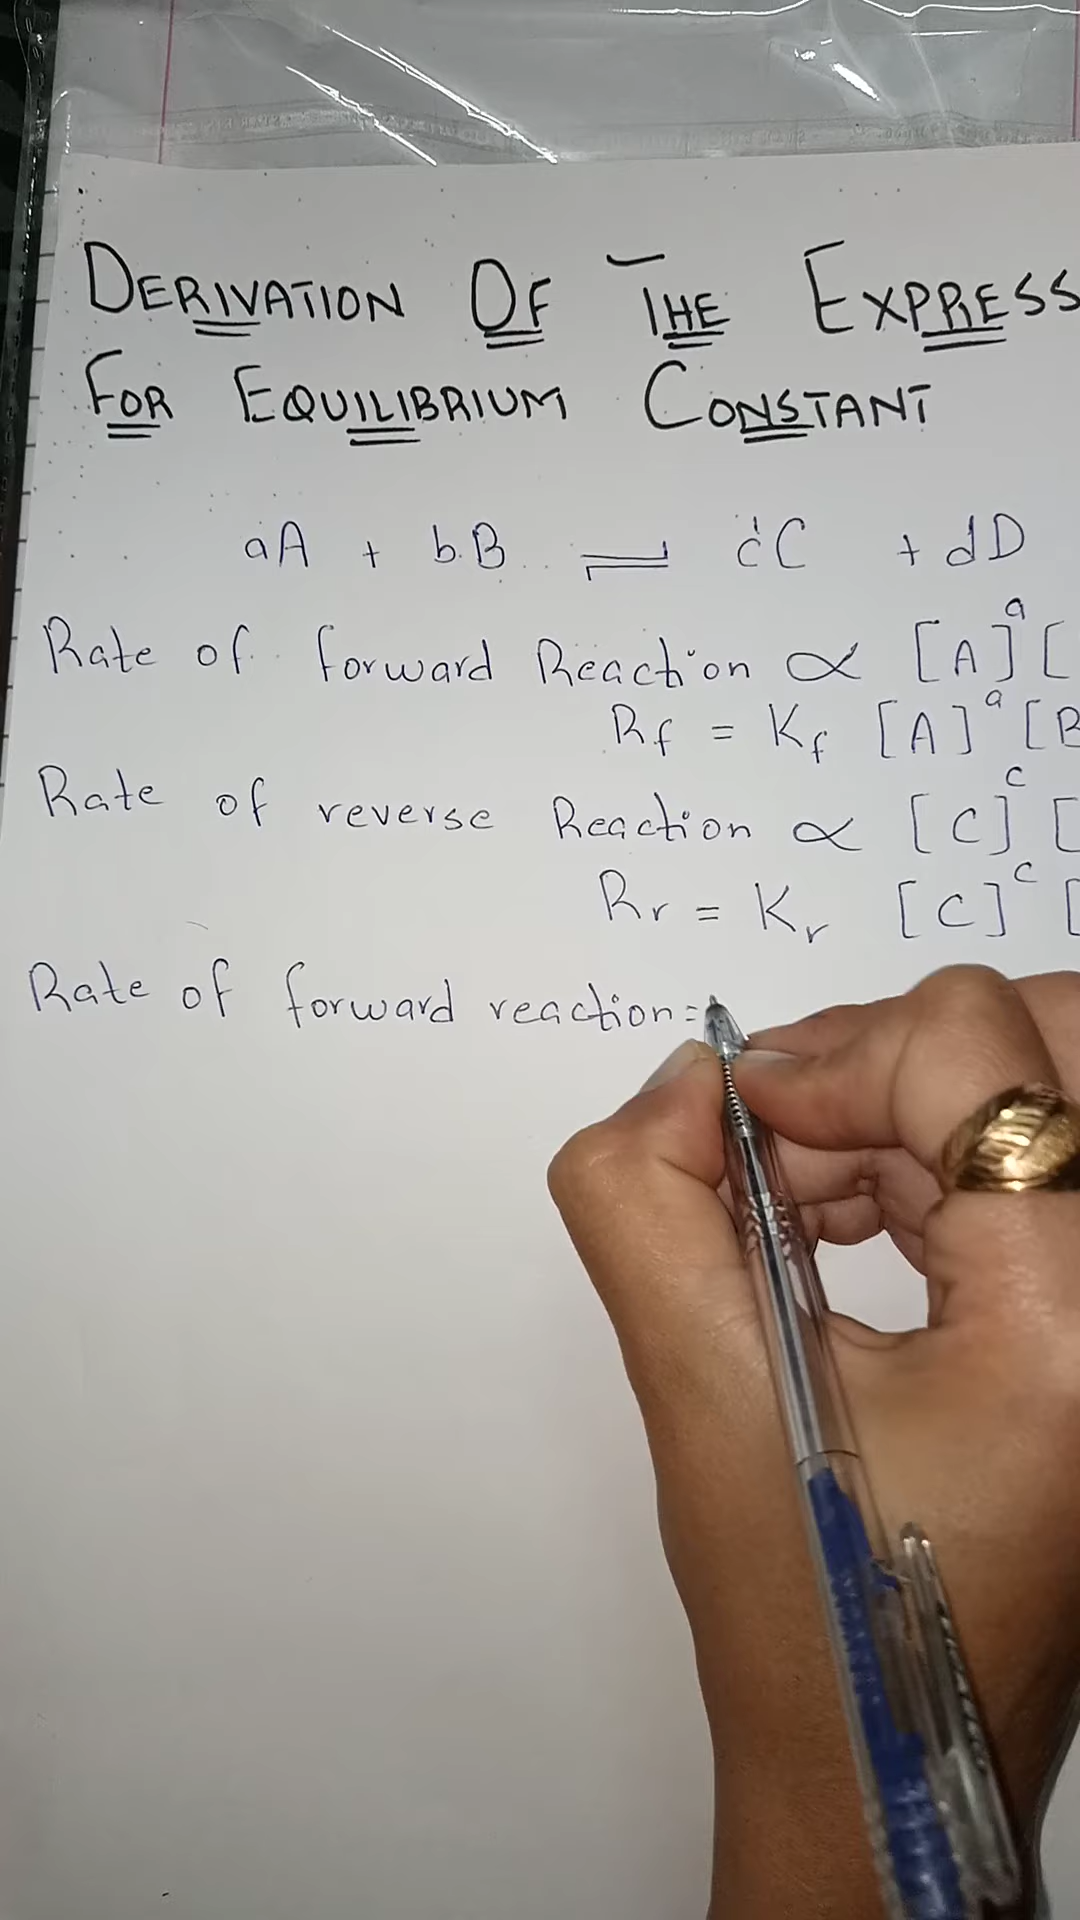 DERIVATION OF THE EXPRESS
FOR EQUILIBRIUM CONSTANT
aA + b.B ⇌ cC + dD
Rate of forward Reaction ∝ [A]^a [
Rf = Kf [A]^a [B
Rate of reverse Reaction ∝ [C]^c [
Rr = Kr [C]^c [
Rate of forward reaction=